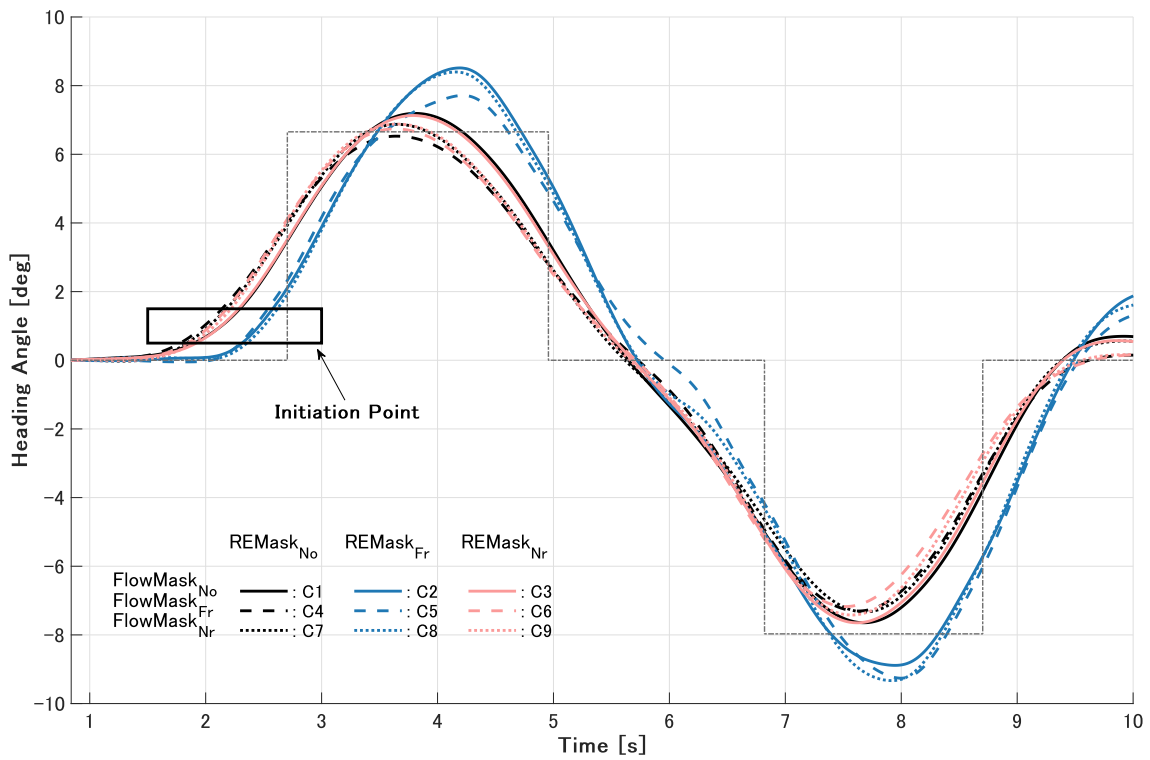 10
8
6
4
2
0
−2
−4
−6
−8
−10
Heading Angle [deg]
Initiation Point
REMask_No REMask_Fr REMask_Nr
FlowMask_No : C1 : C2 : C3
FlowMask_Fr : C4 : C5 : C6
FlowMask_Nr : C7 : C8 : C9
1 2 3 4 5 6 7 8 9 10
Time [s]